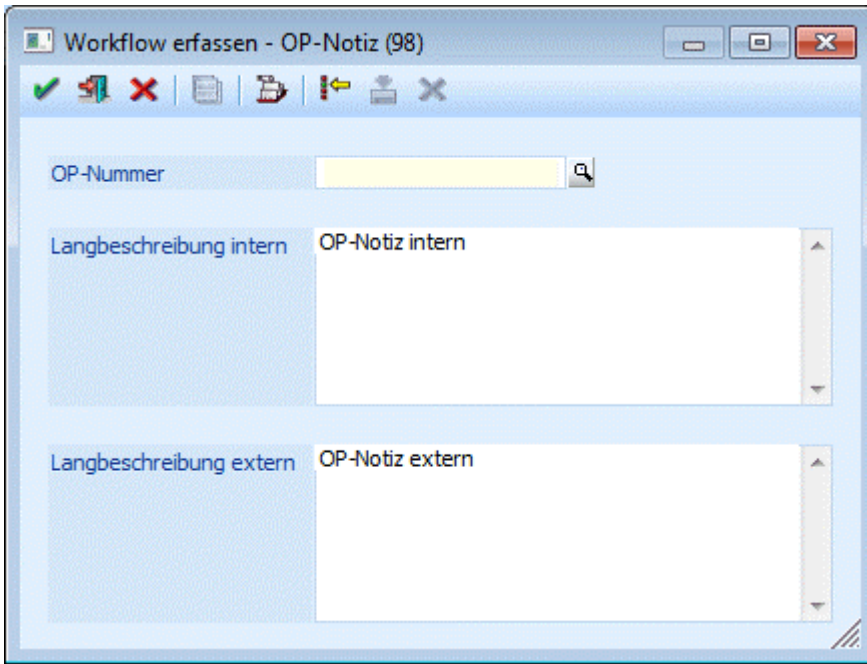 Workflow erfassen - OP-Notiz (98)
OP-Nummer
Langbeschreibung intern
OP-Notiz intern
Langbeschreibung extern
OP-Notiz extern